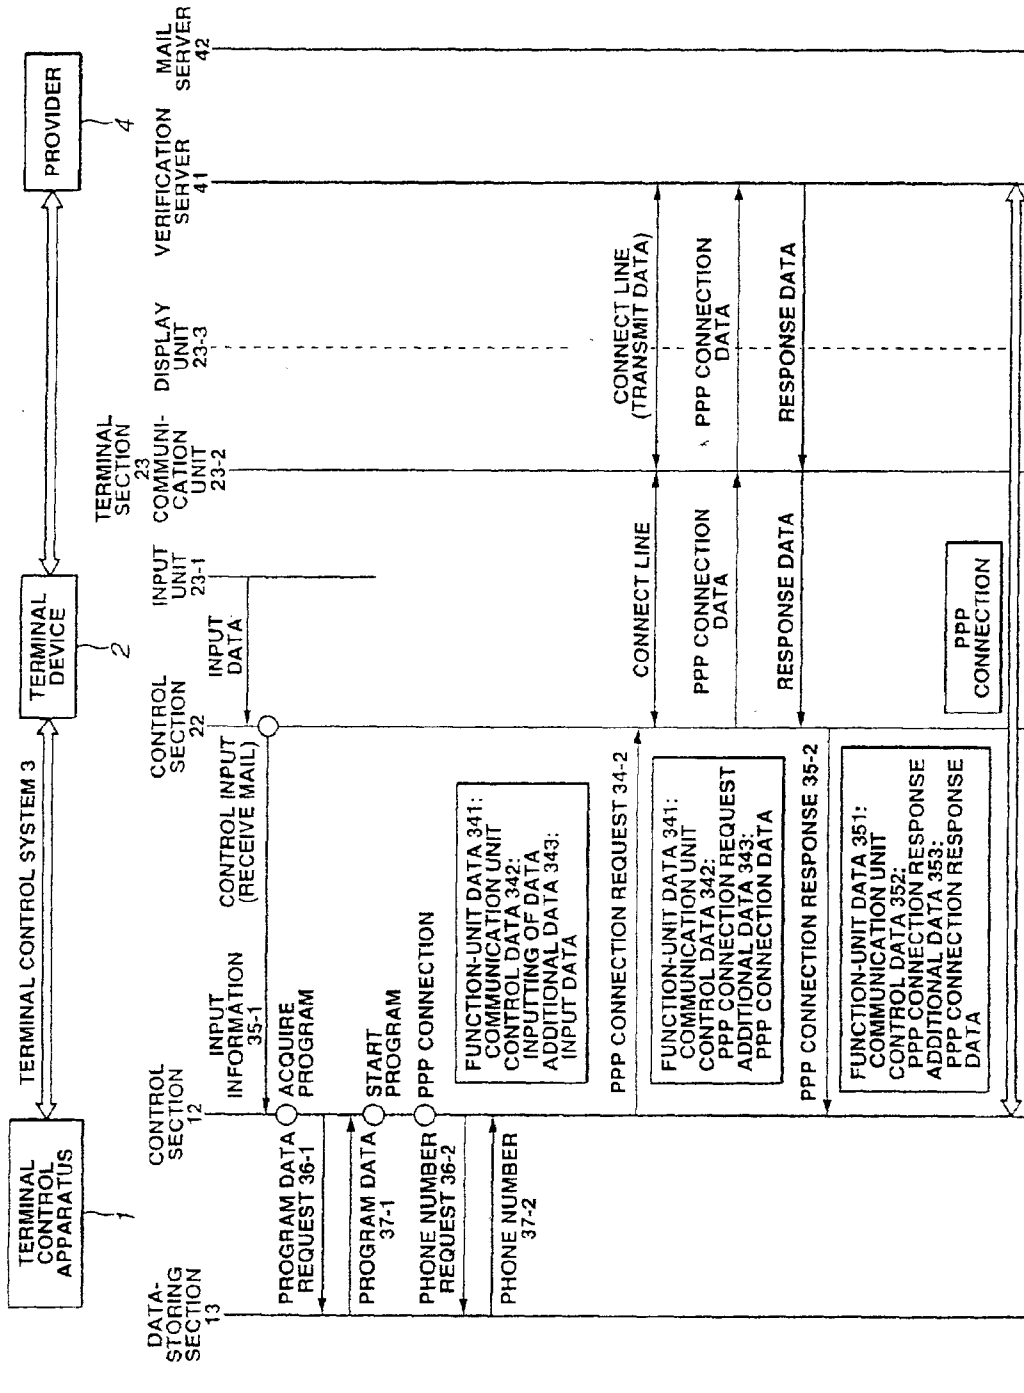 TERMINAL
CONTROL
APPARATUS
1
TERMINAL CONTROL SYSTEM 3
TERMINAL
DEVICE
2
PROVIDER
4
DATA-
STORING
SECTION
13
CONTROL
SECTION
12
CONTROL
SECTION
22
INPUT
UNIT
23-1
TERMINAL
SECTION
23
COMMUNI-
CATION
UNIT
23-2
DISPLAY
UNIT
23-3
VERIFICATION
SERVER
41
MAIL
SERVER
42
INPUT
DATA
INPUT
INFORMATION
35-1
CONTROL INPUT
(RECEIVE MAIL)
ACQUIRE
PROGRAM
PROGRAM DATA
REQUEST 36-1
PROGRAM DATA
37-1
START
PROGRAM
PPP CONNECTION
PHONE NUMBER
REQUEST 36-2
PHONE NUMBER
37-2
FUNCTION-UNIT DATA 341:
COMMUNICATION UNIT
CONTROL DATA 342:
INPUTTING OF DATA
ADDITIONAL DATA 343:
INPUT DATA
PPP CONNECTION REQUEST 34-2
CONNECT LINE
CONNECT LINE
(TRANSMIT DATA)
FUNCTION-UNIT DATA 341:
COMMUNICATION UNIT
CONTROL DATA 342:
PPP CONNECTION REQUEST
ADDITIONAL DATA 343:
PPP CONNECTION DATA
PPP CONNECTION
DATA
PPP CONNECTION
DATA
RESPONSE DATA
RESPONSE DATA
PPP CONNECTION RESPONSE 35-2
FUNCTION-UNIT DATA 351:
COMMUNICATION UNIT
CONTROL DATA 352:
PPP CONNECTION RESPONSE
ADDITIONAL DATA 353:
PPP CONNECTION RESPONSE
DATA
PPP
CONNECTION